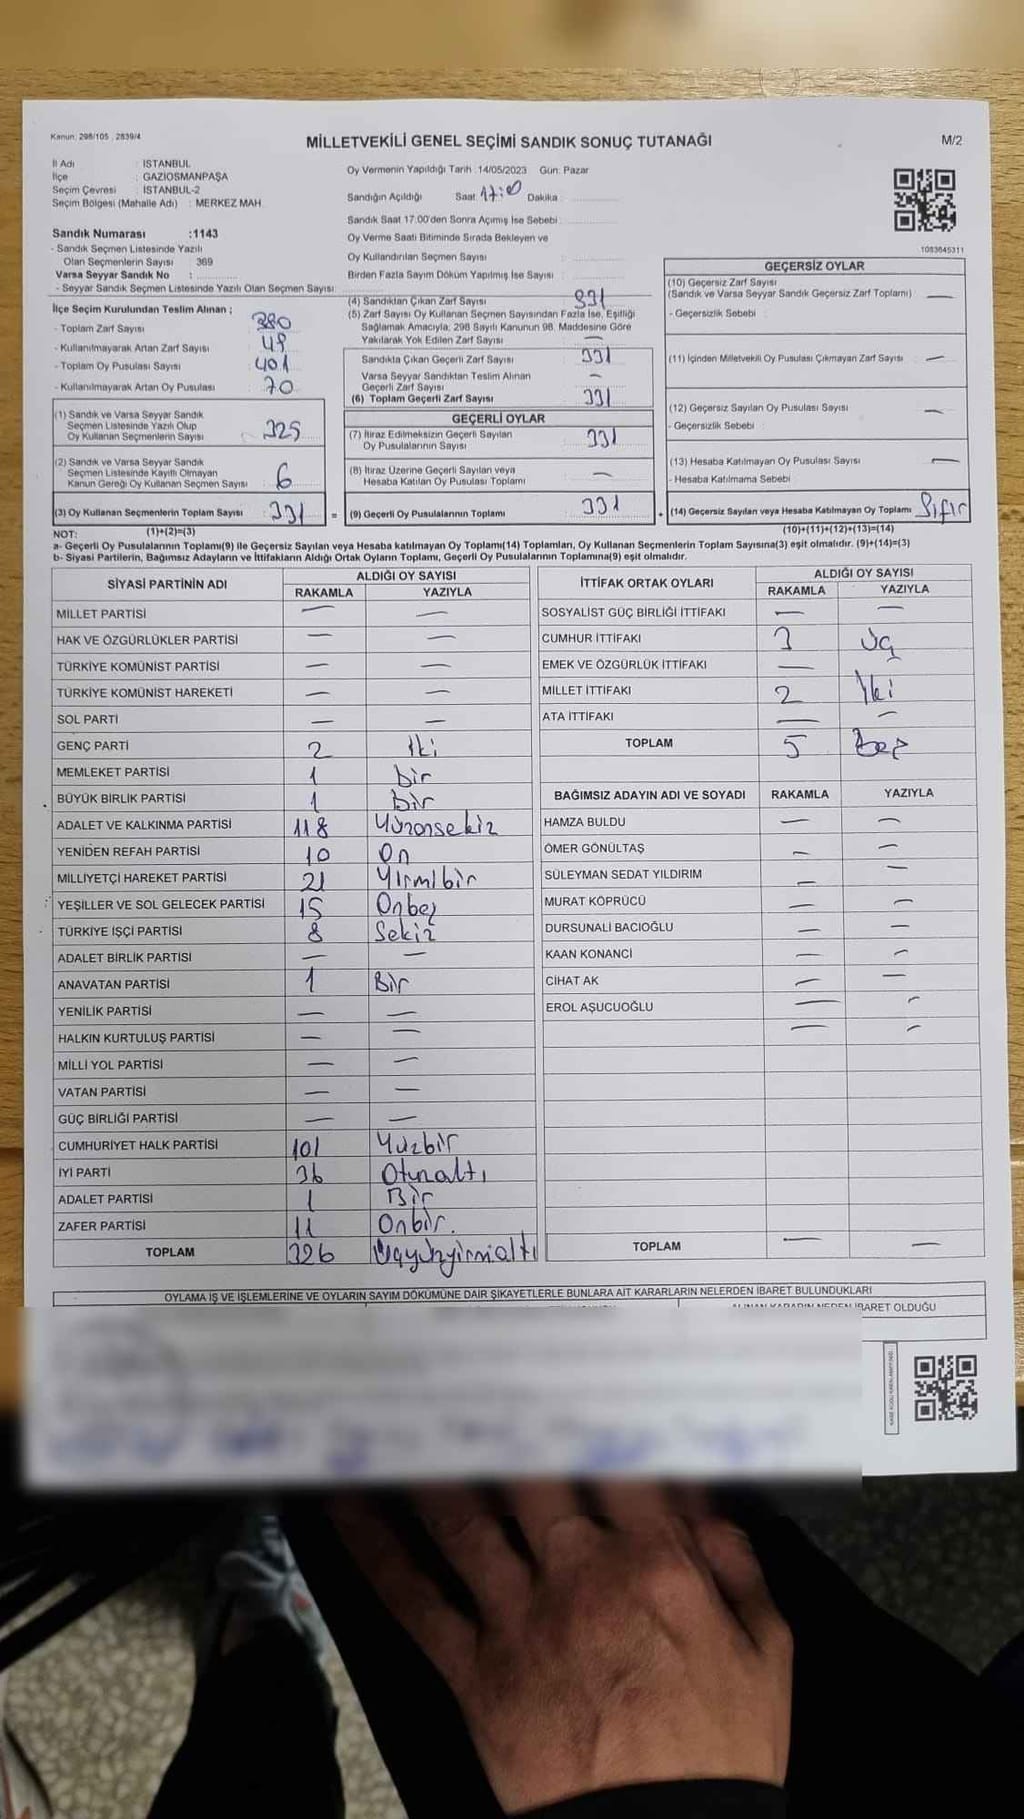 Kanun: 298/105 , 2839/4
MİLLETVEKİLİ GENEL SEÇİMİ SANDIK SONUÇ TUTANAĞI
M/2
İl Adı : İSTANBUL
İlçe : GAZİOSMANPAŞA
Seçim Çevresi : İSTANBUL-2
Seçim Bölgesi (Mahalle Adı) : MERKEZ MAH.
Oy Vermenin Yapıldığı Tarih :14/05/2023 Gün: Pazar
Sandığın Açıldığı Saat 17:00 Dakika :
Sandık Saat 17:00'den Sonra Açımış İse Sebebi :
Oy Verme Saati Bitiminde Sırada Bekleyen ve
Oy Kullandırılan Seçmen Sayısı :
Birden Fazla Sayım Döküm Yapılmış İse Sayısı :
Sandık Numarası :1143
- Sandık Seçmen Listesinde Yazılı
Olan Seçmenlerin Sayısı : 369
Varsa Seyyar Sandık No :
- Seyyar Sandık Seçmen Listesinde Yazılı Olan Seçmen Sayısı:
1083645311
İlçe Seçim Kurulundan Teslim Alınan ;
- Toplam Zarf Sayısı : 380
- Kullanılmayarak Artan Zarf Sayısı : 49
- Toplam Oy Pusulası Sayısı : 401
- Kullanılmayarak Artan Oy Pusulası : 70
(1) Sandık ve Varsa Seyyar Sandık
Seçmen Listesinde Yazılı Olup
Oy Kullanan Seçmenlerin Sayısı : 325
(2) Sandık ve Varsa Seyyar Sandık
Seçmen Listesinde Kayıtlı Olmayan
Kanun Gereği Oy Kullanan Seçmen Sayısı : 6
(3) Oy Kullanan Seçmenlerin Toplam Sayısı : 331
(1)+(2)=(3)
(4) Sandıktan Çıkan Zarf Sayısı : 331
(5) Zarf Sayısı Oy Kullanan Seçmen Sayısından Fazla İse, Eşitliği
Sağlamak Amacıyla, 298 Sayılı Kanunun 98. Maddesine Göre
Yakılarak Yok Edilen Zarf Sayısı : —
Sandıkta Çıkan Geçerli Zarf Sayısı : 331
Varsa Seyyar Sandıktan Teslim Alınan
Geçerli Zarf Sayısı : —
(6) Toplam Geçerli Zarf Sayısı : 331
GEÇERLİ OYLAR
(7) İtiraz Edilmeksizin Geçerli Sayılan
Oy Pusulalarının Sayısı : 331
(8) İtiraz Üzerine Geçerli Sayılan veya
Hesaba Katılan Oy Pusulaları Toplamı : —
= (9) Geçerli Oy Pusulalarının Toplamı : 331
GEÇERSİZ OYLAR
(10) Geçersiz Zarf Sayısı
(Sandık ve Varsa Seyyar Sandık Geçersiz Zarf Toplamı) : —
- Geçersizlik Sebebi :
(11) İçinden Milletvekili Oy Pusulası Çıkmayan Zarf Sayısı : —
(12) Geçersiz Sayılan Oy Pusulası Sayısı : —
- Geçersizlik Sebebi :
(13) Hesaba Katılmayan Oy Pusulası Sayısı : —
- Hesaba Katılmama Sebebi :
+ (14) Geçersiz Sayılan veya Hesaba Katılmayan Oy Toplamı : Sıfır
(10)+(11)+(12)+(13)=(14)
NOT:
a- Geçerli Oy Pusulalarının Toplamı(9) ile Geçersiz Sayılan veya Hesaba katılmayan Oy Toplamı(14) Toplamları, Oy Kullanan Seçmenlerin Toplam Sayısına(3) eşit olmalıdır. (9)+(14)=(3)
b- Siyasi Partilerin, Bağımsız Adayların ve İttifakların Aldığı Ortak Oyların Toplamı, Geçerli Oy Pusulalarının Toplamına(9) eşit olmalıdır.
SİYASİ PARTİNİN ADI ALDIĞI OY SAYISI
RAKAMLA YAZIYLA
MİLLET PARTİSİ — —
HAK VE ÖZGÜRLÜKLER PARTİSİ — —
TÜRKİYE KOMÜNİST PARTİSİ — —
TÜRKİYE KOMÜNİST HAREKETİ — —
SOL PARTİ — —
GENÇ PARTİ 2 İki
MEMLEKET PARTİSİ 1 bir
BÜYÜK BİRLİK PARTİSİ 1 Bir
ADALET VE KALKINMA PARTİSİ 118 Yüzonsekiz
YENİDEN REFAH PARTİSİ 10 On
MİLLİYETÇİ HAREKET PARTİSİ 21 Yirmibir
YEŞİLLER VE SOL GELECEK PARTİSİ 15 Onbeş
TÜRKİYE İŞÇİ PARTİSİ 8 Sekiz
ADALET BİRLİK PARTİSİ — —
ANAVATAN PARTİSİ 1 Bir
YENİLİK PARTİSİ — —
HALKIN KURTULUŞ PARTİSİ — —
MİLLİ YOL PARTİSİ — —
VATAN PARTİSİ — —
GÜÇ BİRLİĞİ PARTİSİ — —
CUMHURİYET HALK PARTİSİ 101 Yüzbir
İYİ PARTİ 36 Otuzaltı
ADALET PARTİSİ 1 Bir
ZAFER PARTİSİ 11 Onbir.
TOPLAM 326 Üçyüzyirmialtı
İTTİFAK ORTAK OYLARI ALDIĞI OY SAYISI
RAKAMLA YAZIYLA
SOSYALİST GÜÇ BİRLİĞİ İTTİFAKI — —
CUMHUR İTTİFAKI 3 Üç
EMEK VE ÖZGÜRLÜK İTTİFAKI —
MİLLET İTTİFAKI 2 İki
ATA İTTİFAKI — —
TOPLAM 5 Beş
BAĞIMSIZ ADAYIN ADI VE SOYADI RAKAMLA YAZIYLA
HAMZA BULDU — —
ÖMER GÖNÜLTAŞ — —
SÜLEYMAN SEDAT YILDIRIM — —
MURAT KÖPRÜCÜ — —
DURSUNALİ BACIOĞLU — —
KAAN KONANCİ — —
CİHAT AK — —
EROL AŞUCUOĞLU — —
— —
TOPLAM — —
OYLAMA İŞ VE İŞLEMLERİNE VE OYLARIN SAYIM DÖKÜMÜNE DAİR ŞİKAYETLERLE BUNLARA AİT KARARLARIN NELERDEN İBARET BULUNDUKLARI
ALINAN KARARIN NEDEN İBARET OLDUĞU